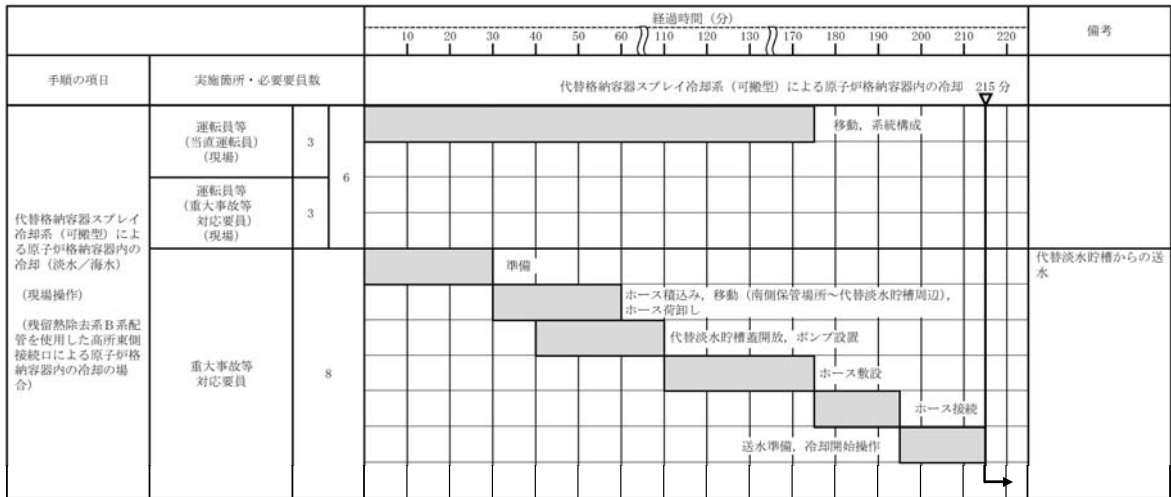 経過時間（分）
備考
10 20 30 40 50 60 110 120 130 170 180 190 200 210 220
手順の項目
実施箇所・必要要員数
代替格納容器スプレイ冷却系（可搬型）による原子炉格納容器内の冷却 215分
運転員等
（当直運転員）
（現場）
3
移動，系統構成
6
運転員等
（重大事故等
対応要員）
（現場）
3
代替格納容器スプレイ
冷却系（可搬型）によ
る原子炉格納容器内の
冷却（淡水／海水）
（現場操作）
（残留熱除去系Ｂ系配
管を使用した高所東側
接続口による原子炉格
納容器内の冷却の場
合）
重大事故等
対応要員
8
準備
ホース積込み，移動（南側保管場所～代替淡水貯槽周辺），
ホース荷卸し
代替淡水貯槽蓋開放，ポンプ設置
ホース敷設
ホース接続
送水準備，冷却開始操作
代替淡水貯槽からの送
水